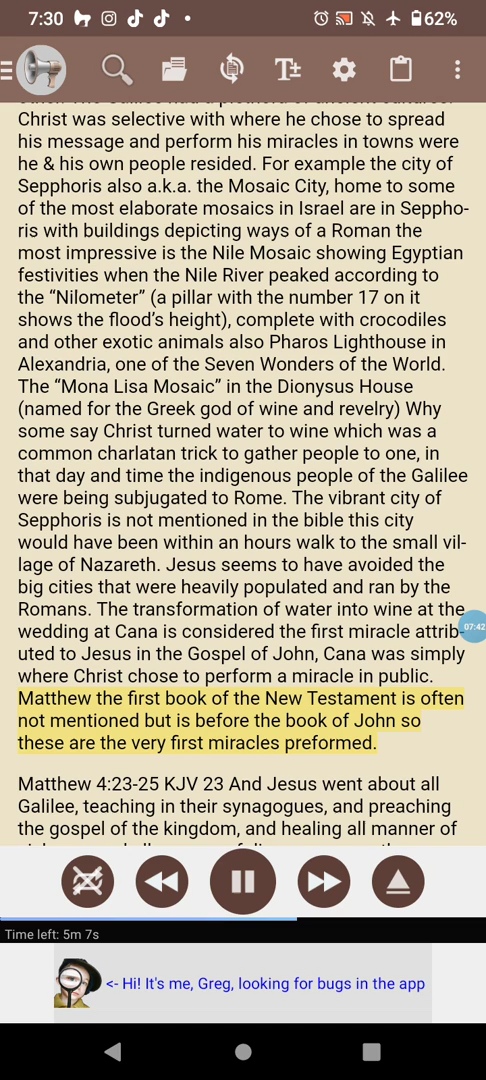 7:30
62%
Christ was selective with where he chose to spread
his message and perform his miracles in towns were
he & his own people resided. For example the city of
Sepphoris also a.k.a. the Mosaic City, home to some
of the most elaborate mosaics in Israel are in Seppho-
ris with buildings depicting ways of a Roman the
most impressive is the Nile Mosaic showing Egyptian
festivities when the Nile River peaked according to
the “Nilometer” (a pillar with the number 17 on it
shows the flood’s height), complete with crocodiles
and other exotic animals also Pharos Lighthouse in
Alexandria, one of the Seven Wonders of the World.
The “Mona Lisa Mosaic” in the Dionysus House
(named for the Greek god of wine and revelry) Why
some say Christ turned water to wine which was a
common charlatan trick to gather people to one, in
that day and time the indigenous people of the Galilee
were being subjugated to Rome. The vibrant city of
Sepphoris is not mentioned in the bible this city
would have been within an hours walk to the small vil-
lage of Nazareth. Jesus seems to have avoided the
big cities that were heavily populated and ran by the
Romans. The transformation of water into wine at the
wedding at Cana is considered the first miracle attrib-
07:42
uted to Jesus in the Gospel of John, Cana was simply
where Christ chose to perform a miracle in public.
Matthew the first book of the New Testament is often
not mentioned but is before the book of John so
these are the very first miracles preformed.
Matthew 4:23-25 KJV 23 And Jesus went about all
Galilee, teaching in their synagogues, and preaching
the gospel of the kingdom, and healing all manner of
Time left: 5m 7s
<- Hi! It's me, Greg, looking for bugs in the app